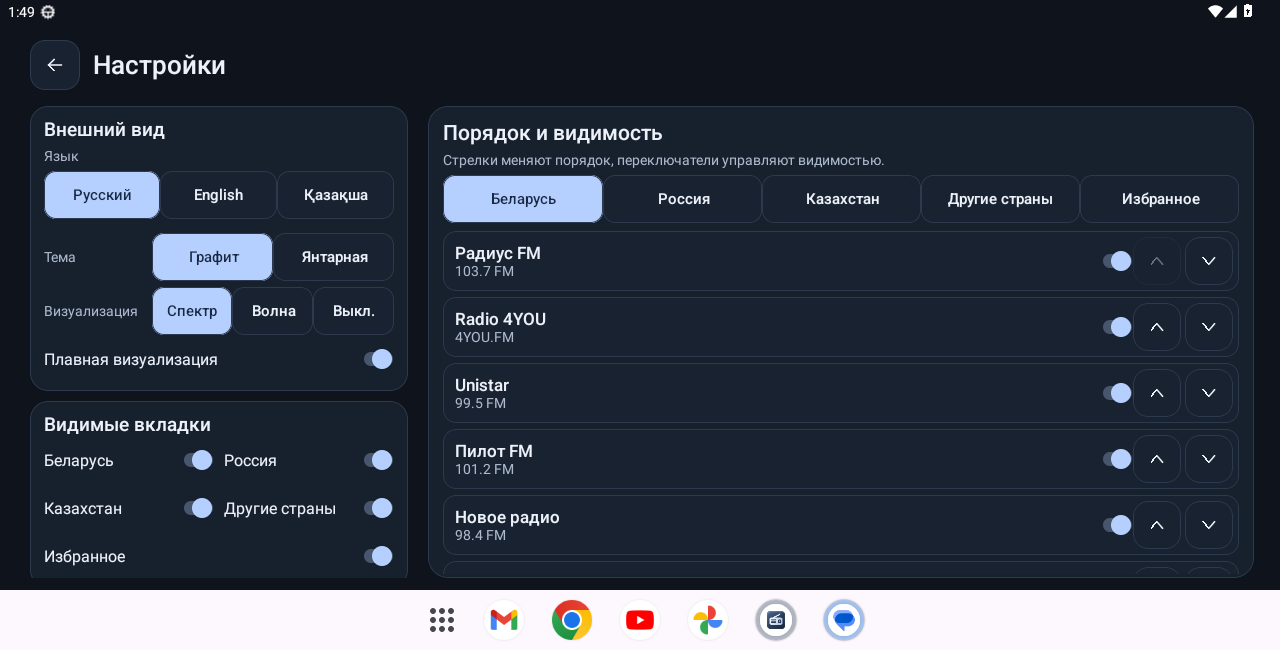 1:49
Настройки
Внешний вид
Язык
Русский English Қазақша
Тема Графит Янтарная
Визуализация Спектр Волна Выкл.
Плавная визуализация
Видимые вкладки
Беларусь Россия
Казахстан Другие страны
Избранное
Порядок и видимость
Стрелки меняют порядок, переключатели управляют видимостью.
Беларусь Россия Казахстан Другие страны Избранное
Радиус FM
103.7 FM
Radio 4YOU
4YOU.FM
Unistar
99.5 FM
Пилот FM
101.2 FM
Новое радио
98.4 FM